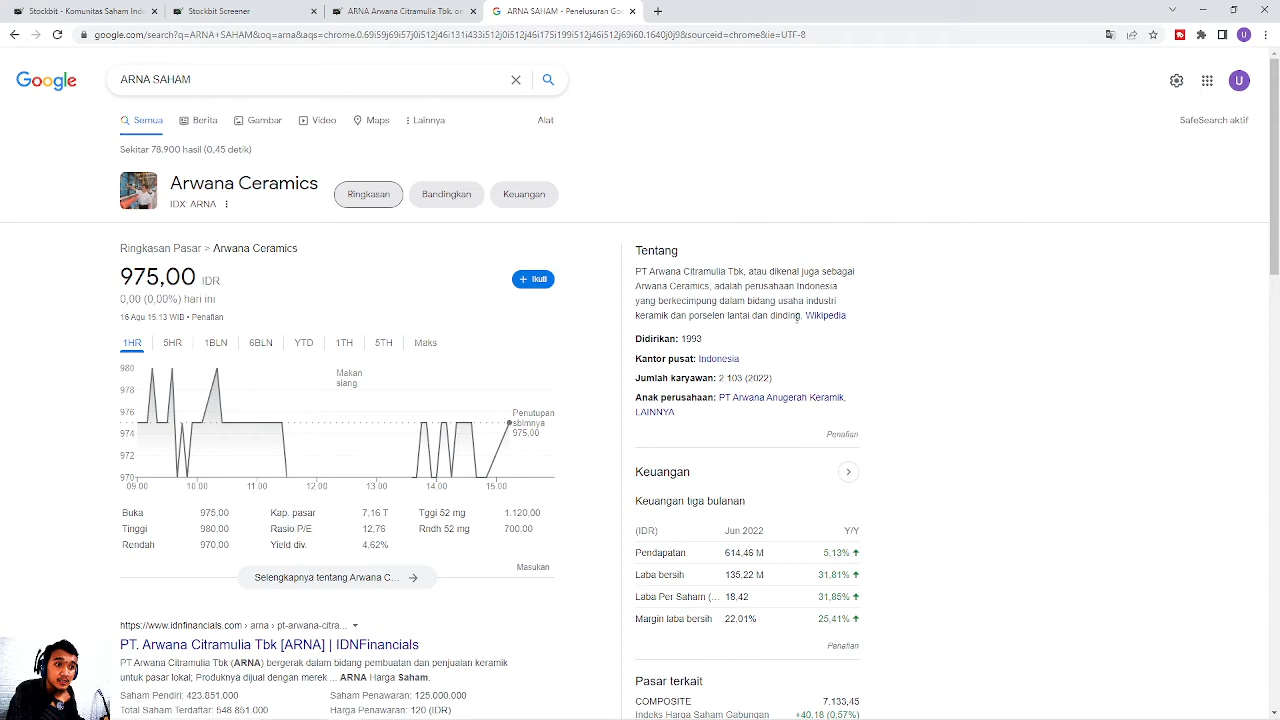 Stockbit - Komunitas Saham Indo
Stockbit Screener
ARNA Arwana Citramulia Tbk. on
ARNA SAHAM - Penelusuran Goo
google.com/search?q=ARNA+SAHAM&oq=arna&aqs=chrome.0.69i59j69i57j0i512j46i131i433i512j0i512j46i175i199i512j46i512j69i60.1640j0j9&sourceid=chrome&ie=UTF-8
U
Google
ARNA SAHAM
U
Semua
Berita
Gambar
Video
Maps
Lainnya
Alat
SafeSearch aktif
Sekitar 78.900 hasil (0,45 detik)
Arwana Ceramics
IDX: ARNA
Ringkasan
Bandingkan
Keuangan
Ringkasan Pasar > Arwana Ceramics
975,00 IDR
+ Ikuti
0,00 (0,00%) hari ini
18 Agu 15.13 WIB • Penafian
1HR 5HR 1BLN 6BLN YTD 1TH 5TH Maks
980
978
976
974
972
970
Makan
siang
Penutupan
sblmnya
975,00
09.00 10.00 11.00 12.00 13.00 14.00 15.00
Buka 975,00 Kap. pasar 7,16 T Tggi 52 mg 1.120,00
Tinggi 980,00 Rasio P/E 12,76 Rndh 52 mg 700,00
Rendah 970,00 Yield div. 4,62%
Masukan
Selengkapnya tentang Arwana C...
https://www.idnfinancials.com › arna › pt-arwana-citra...
PT. Arwana Citramulia Tbk [ARNA] | IDNFinancials
PT Arwana Citramulia Tbk (ARNA) bergerak dalam bidang pembuatan dan penjualan keramik
untuk pasar lokal; Produknya dijual dengan merek ... ARNA Harga Saham.
Saham Pendiri: 423.851.000 Saham Penawaran: 125.000.000
Total Saham Terdaftar: 548.851.000 Harga Penawaran: 120 (IDR)
Tentang
PT Arwana Citramulia Tbk, atau dikenal juga sebagai
Arwana Ceramics, adalah perusahaan Indonesia
yang berkecimpung dalam bidang usaha industri
keramik dan porselen lantai dan dinding. Wikipedia
Didirikan: 1993
Kantor pusat: Indonesia
Jumlah karyawan: 2.103 (2022)
Anak perusahaan: PT Arwana Anugerah Keramik,
LAINNYA
Penafian
Keuangan
Keuangan tiga bulanan
(IDR) Jun 2022 Y/Y
Pendapatan 614,46 M 5,13%
Laba bersih 135,22 M 31,81%
Laba Per Saham (... 18,42 31,85%
Margin laba bersih 22,01% 25,41%
Penafian
Pasar terkait
COMPOSITE 7.133,45
Indeks Harga Saham Gabungan +40,18 (0,57%)